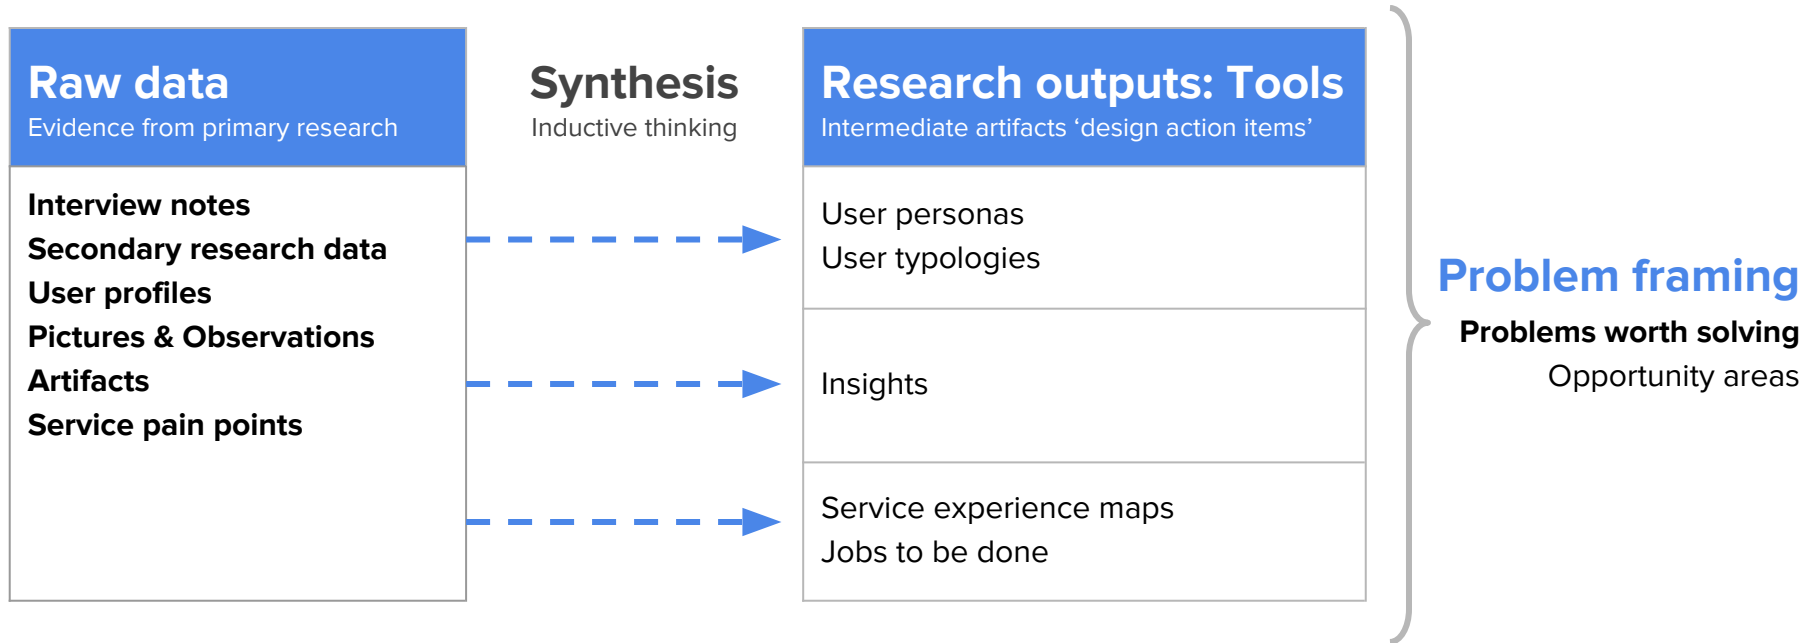 Raw data
Evidence from primary research
Interview notes
Secondary research data
User profiles
Pictures & Observations
Artifacts
Service pain points
Synthesis
Inductive thinking
Research outputs: Tools
Intermediate artifacts ‘design action items’
User personas
User typologies
Insights
Service experience maps
Jobs to be done
Problem framing
Problems worth solving
Opportunity areas